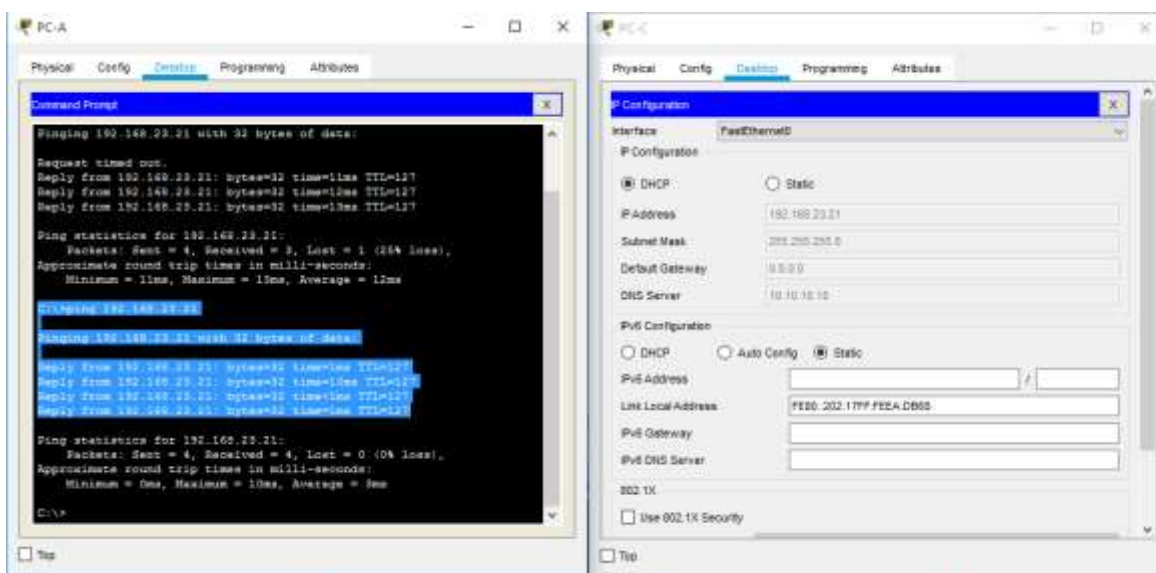 PC-A
Physical Config Desktop Programming Attributes
Command Prompt X
Pinging 192.168.23.21 with 32 bytes of data:
Request timed out.
Reply from 192.168.23.21: bytes=32 time=11ms TTL=127
Reply from 192.168.23.21: bytes=32 time=12ms TTL=127
Reply from 192.168.23.21: bytes=32 time=13ms TTL=127
Ping statistics for 192.168.23.21:
Packets: Sent = 4, Received = 3, Lost = 1 (25% loss),
Approximate round trip times in milli-seconds:
Minimum = 11ms, Maximum = 13ms, Average = 12ms
C:\>ping 192.168.23.21
Pinging 192.168.23.21 with 32 bytes of data:
Reply from 192.168.23.21: bytes=32 time=1ms TTL=127
Reply from 192.168.23.21: bytes=32 time=10ms TTL=127
Reply from 192.168.23.21: bytes=32 TTL=127
Reply from 192.168.23.21: bytes=32 TTL=127
Ping statistics for 192.168.23.21:
Packets: Sent = 4, Received = 4, Lost = 0 (0% loss),
Approximate round trip times in milli-seconds:
Minimum = 0ms, Maximum = 10ms, Average =
C:\>
Top
PC-C
Physical Config Desktop Programming Attributes
IP Configuration X
Interface FastEthernet0
IP Configuration
DHCP Static
IP Address 192.168.23.21
Subnet Mask 255.255.255.0
Default Gateway 0.0.0.0
DNS Server 10.10.10.10
IPv6 Configuration
DHCP Auto Config Static
IPv6 Address /
Link Local Address FE80::202:17FF:FEEA:DB68
IPv6 Gateway
IPv6 DNS Server
802.1X
Use 802.1X Security
Top